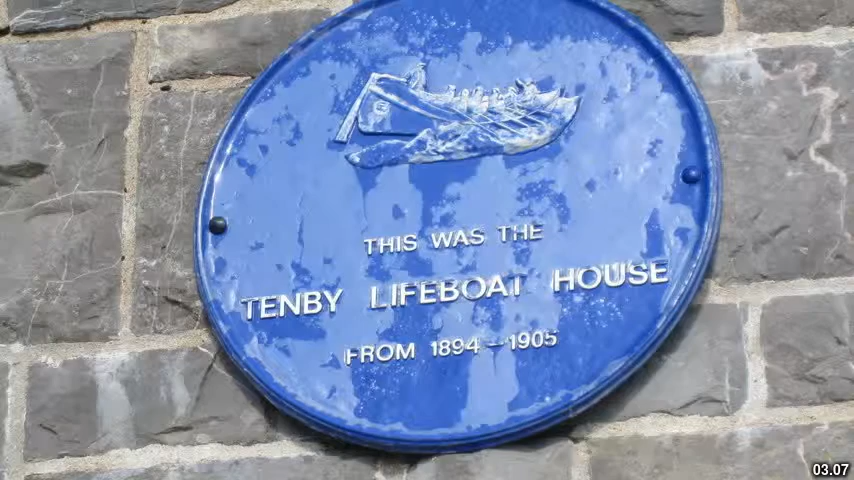 THIS WAS THE
TENBY LIFEBOAT HOUSE
FROM 1894 - 1905
03.07